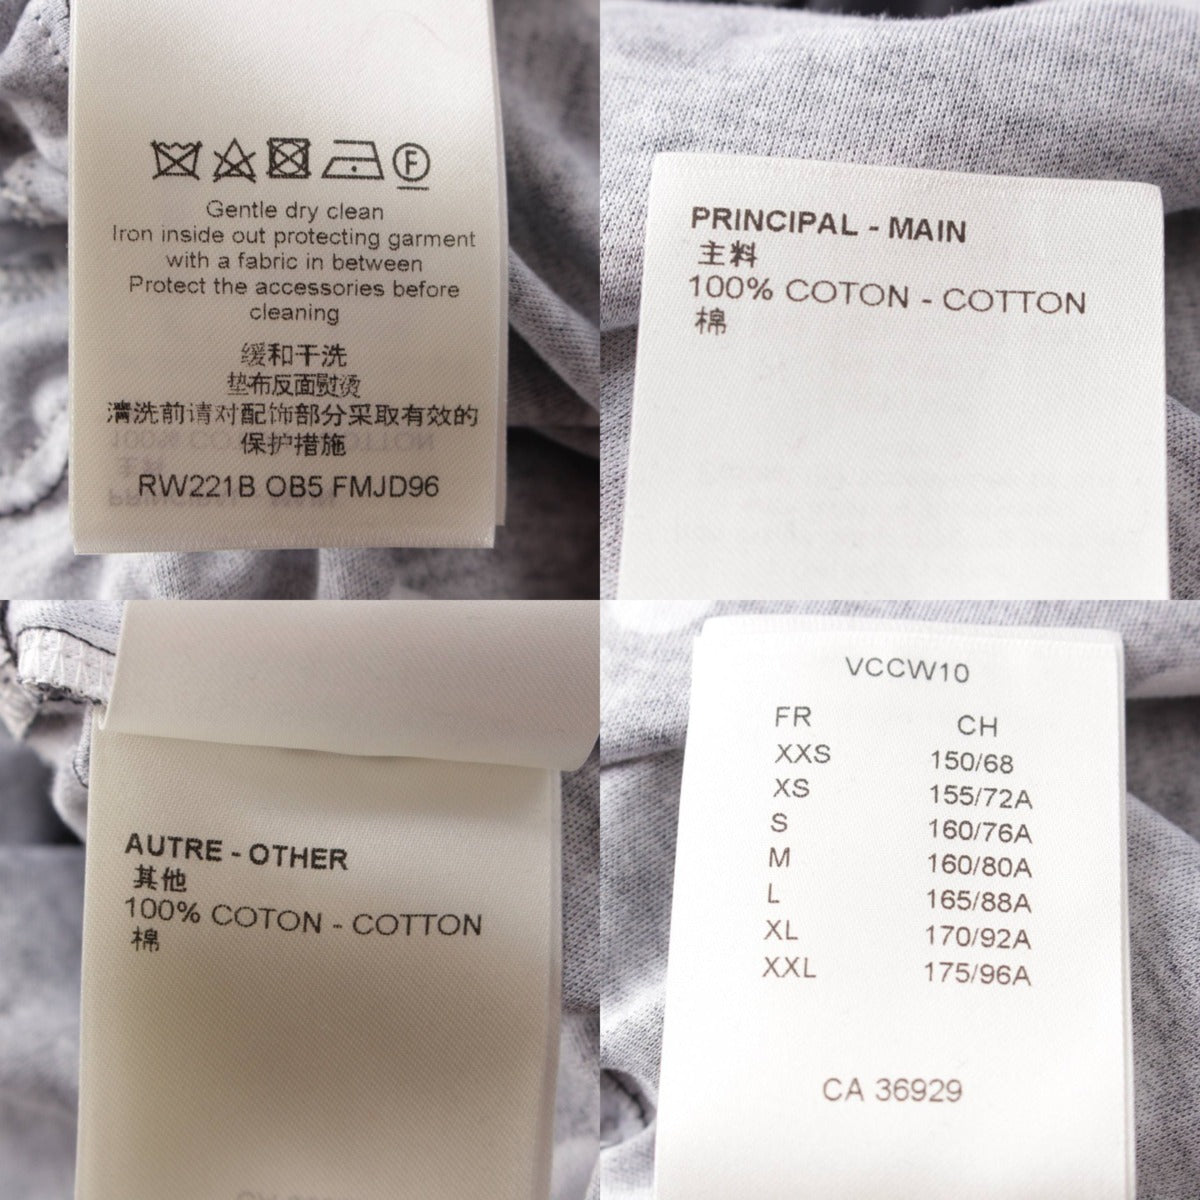 Gentle dry clean
Iron inside out protecting garment
with a fabric in between
Protect the accessories before
cleaning
缓和干洗
垫布反面熨烫
清洗前请对配饰部分采取有效的
保护措施
RW221B OB5 FMJD96
PRINCIPAL - MAIN
主料
100% COTON - COTTON
棉
AUTRE - OTHER
其他
100% COTON - COTTON
棉
VCCW10
FR CH
XXS 150/68
XS 155/72A
S 160/76A
M 160/80A
L 165/88A
XL 170/92A
XXL 175/96A
CA 36929